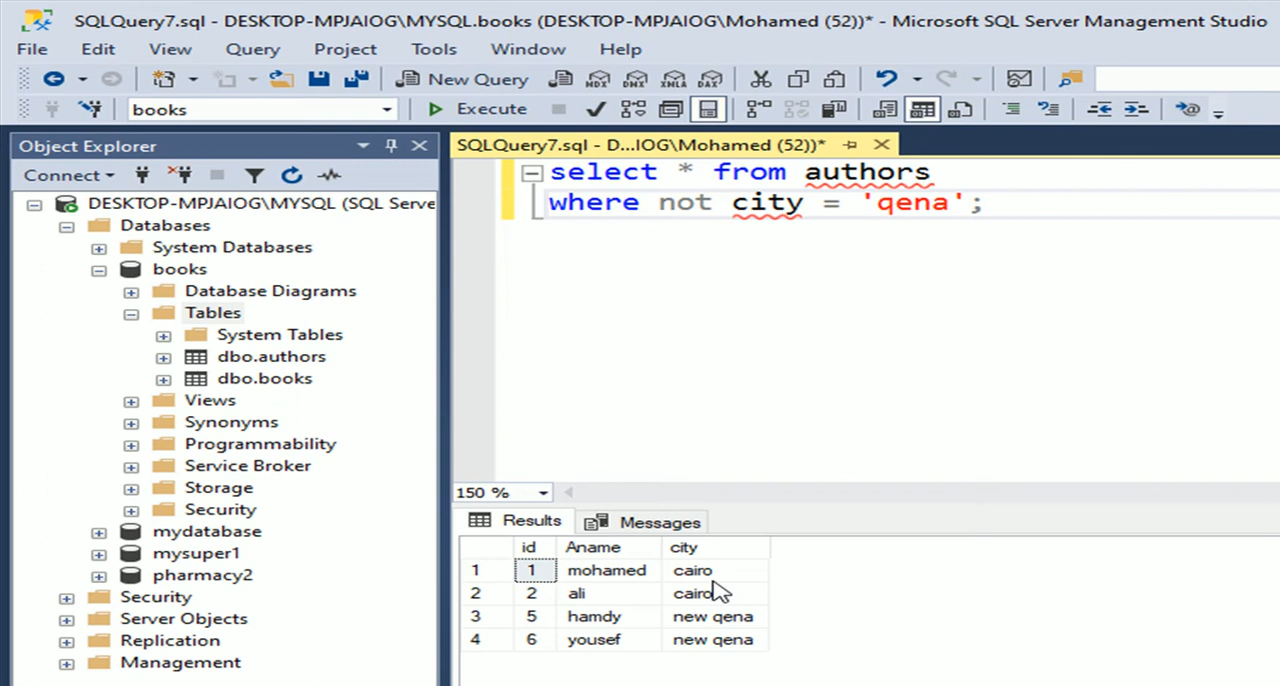 SQLQuery7.sql - DESKTOP-MPJAIOG\MYSQL.books (DESKTOP-MPJAIOG\Mohamed (52))* - Microsoft SQL Server Management Studio
File Edit View Query Project Tools Window Help
New Query MDX DMX XMLA DAX
books Execute
Object Explorer
SQLQuery7.sql - D...IOG\Mohamed (52))*
Connect
select * from authors
where not city = 'qena';
DESKTOP-MPJAIOG\MYSQL (SQL Serve
Databases
System Databases
books
Database Diagrams
Tables
System Tables
dbo.authors
dbo.books
Views
Synonyms
Programmability
Service Broker
Storage
Security
mydatabase
mysuper1
pharmacy2
Security
Server Objects
Replication
Management
150 %
Results Messages
id Aname city
1 1 mohamed cairo
2 2 ali cairo
3 5 hamdy new qena
4 6 yousef new qena